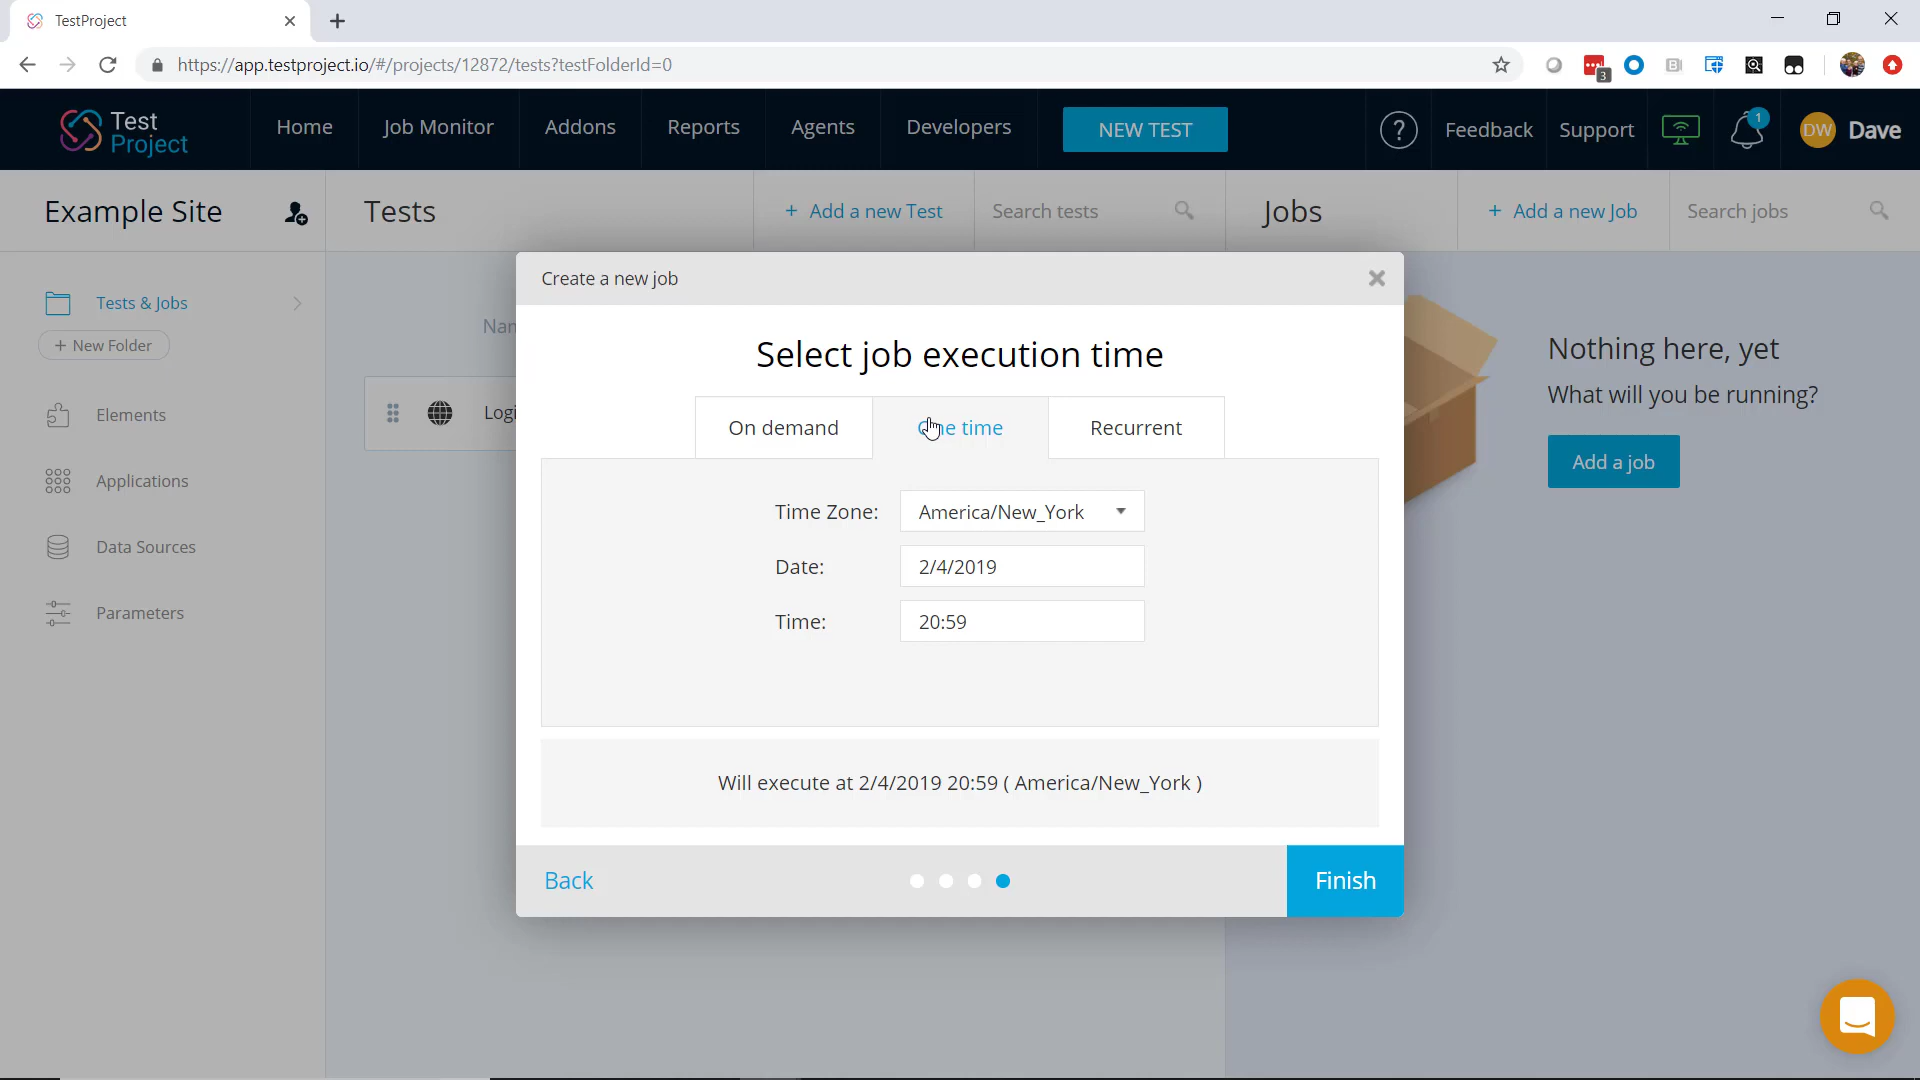 TestProject
https://app.testproject.io/#/projects/12872/tests?testFolderId=0
3
Test
Project
Home
Job Monitor
Addons
Reports
Agents
Developers
NEW TEST
?
Feedback
Support
1
DW
Dave
Example Site
Tests
+ Add a new Test
Search tests
Jobs
+ Add a new Job
Search jobs
Tests & Jobs
+ New Folder
Elements
Applications
Data Sources
Parameters
Create a new job
Select job execution time
On demand
One time
Recurrent
Time Zone:
America/New_York
Date:
2/4/2019
Time:
20:59
Will execute at 2/4/2019 20:59 ( America/New_York )
Back
Finish
Nothing here, yet
What will you be running?
Add a job